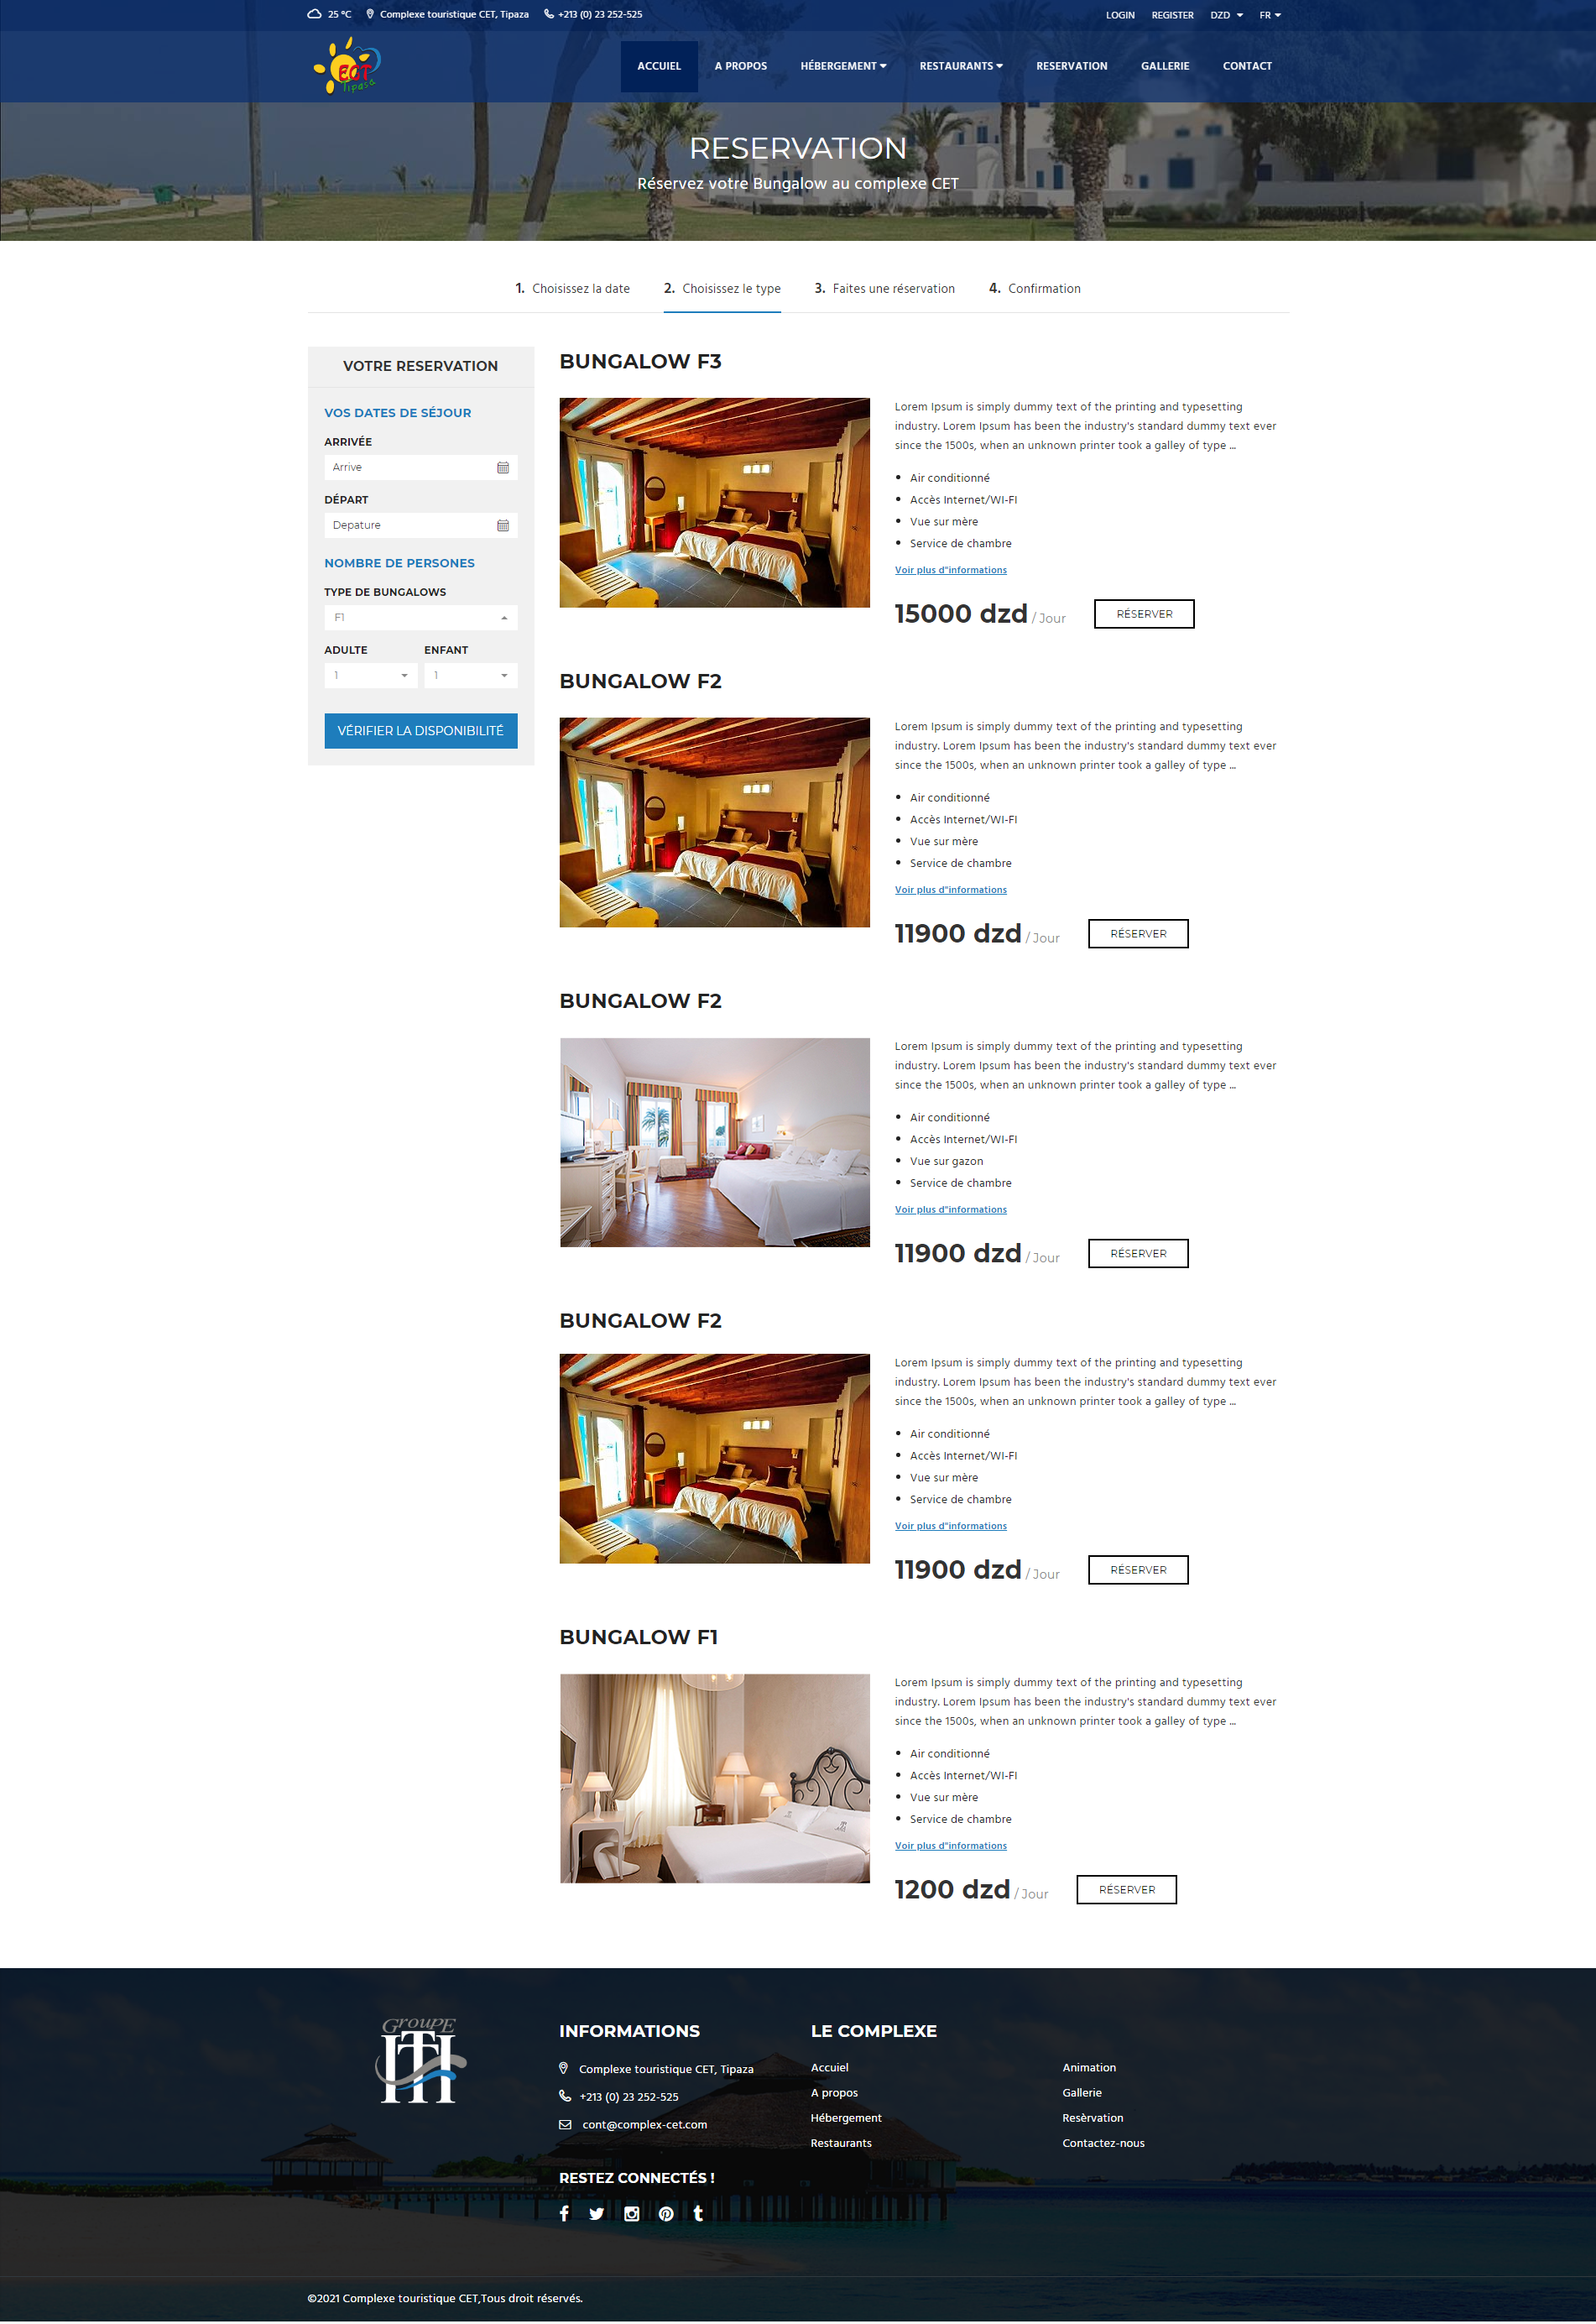 25 °C Complexe touristique CET, Tipaza +213 (0) 23 252-525 LOGIN REGISTER DZD FR
EGT
Tipasa
ACCUIEL A PROPOS HÉBERGEMENT RESTAURANTS RESERVATION GALLERIE CONTACT
RESERVATION
Réservez votre Bungalow au complexe CET
1. Choisissez la date 2. Choisissez le type 3. Faites une réservation 4. Confirmation
VOTRE RESERVATION
VOS DATES DE SÉJOUR
ARRIVÉE
Arrive
DÉPART
Depature
NOMBRE DE PERSONES
TYPE DE BUNGALOWS
F1
ADULTE ENFANT
1 1
VÉRIFIER LA DISPONIBILITÉ
BUNGALOW F3
Lorem Ipsum is simply dummy text of the printing and typesetting
industry. Lorem Ipsum has been the industry's standard dummy text ever
since the 1500s, when an unknown printer took a galley of type ...
Air conditionné
Accès Internet/WI-FI
Vue sur mère
Service de chambre
Voir plus d"informations
15000 dzd / Jour RÉSERVER
BUNGALOW F2
Lorem Ipsum is simply dummy text of the printing and typesetting
industry. Lorem Ipsum has been the industry's standard dummy text ever
since the 1500s, when an unknown printer took a galley of type ...
Air conditionné
Accès Internet/WI-FI
Vue sur mère
Service de chambre
Voir plus d"informations
11900 dzd / Jour RÉSERVER
BUNGALOW F2
Lorem Ipsum is simply dummy text of the printing and typesetting
industry. Lorem Ipsum has been the industry's standard dummy text ever
since the 1500s, when an unknown printer took a galley of type ...
Air conditionné
Accès Internet/WI-FI
Vue sur gazon
Service de chambre
Voir plus d"informations
11900 dzd / Jour RÉSERVER
BUNGALOW F2
Lorem Ipsum is simply dummy text of the printing and typesetting
industry. Lorem Ipsum has been the industry's standard dummy text ever
since the 1500s, when an unknown printer took a galley of type ...
Air conditionné
Accès Internet/WI-FI
Vue sur mère
Service de chambre
Voir plus d"informations
11900 dzd / Jour RÉSERVER
BUNGALOW F1
Lorem Ipsum is simply dummy text of the printing and typesetting
industry. Lorem Ipsum has been the industry's standard dummy text ever
since the 1500s, when an unknown printer took a galley of type ...
Air conditionné
Accès Internet/WI-FI
Vue sur mère
Service de chambre
Voir plus d"informations
1200 dzd / Jour RÉSERVER
GROUPE
HTT
INFORMATIONS
Complexe touristique CET, Tipaza
+213 (0) 23 252-525
cont@complex-cet.com
RESTEZ CONNECTÉS !
LE COMPLEXE
Accuiel
A propos
Hébergement
Restaurants
Animation
Gallerie
Resèrvation
Contactez-nous
©2021 Complexe touristique CET,Tous droit réservés.